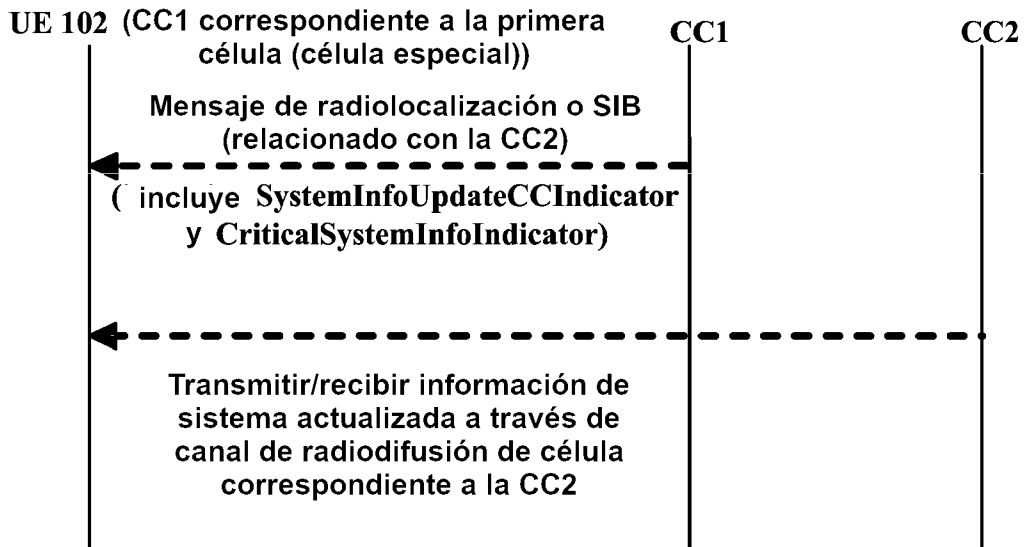 UE 102 (CC1 correspondiente a la primera CC1 CC2
célula (célula especial))
Mensaje de radiolocalización o SIB
(relacionado con la CC2)
( incluye SystemInfoUpdateCCIndicator
y CriticalSystemInfoIndicator)
Transmitir/recibir información de
sistema actualizada a través de
canal de radiodifusión de célula
correspondiente a la CC2